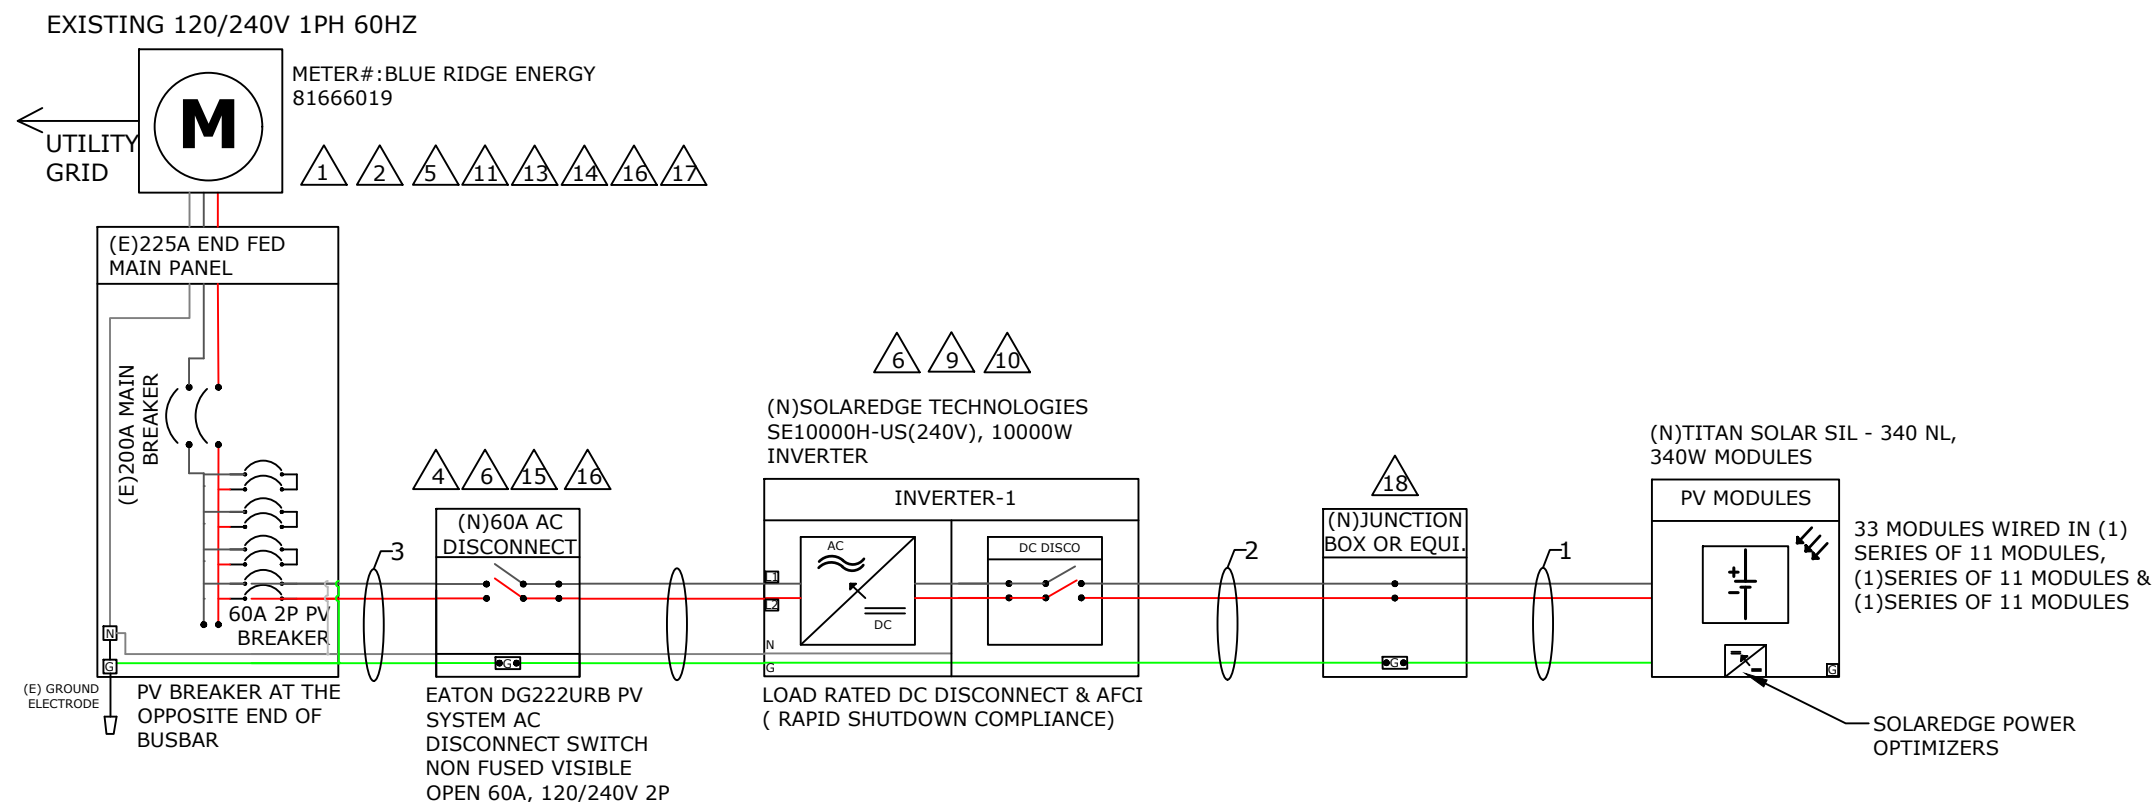 EXISTING 120/240V 1PH 60HZ
METER#:BLUE RIDGE ENERGY
81666019
M
UTILITY
GRID
1 2 5 11 13 14 16 17
(E)225A END FED
MAIN PANEL
(E)200A MAIN
BREAKER
60A 2P PV
BREAKER
N
G
(E) GROUND
ELECTRODE
PV BREAKER AT THE
OPPOSITE END OF
BUSBAR
3
4 6 15 16
(N)60A AC
DISCONNECT
G
EATON DG222URB PV
SYSTEM AC
DISCONNECT SWITCH
NON FUSED VISIBLE
OPEN 60A, 120/240V 2P
6 9 10
(N)SOLAREDGE TECHNOLOGIES
SE10000H-US(240V), 10000W
INVERTER
INVERTER-1
AC
DC
DC DISCO
L1
L2
N
G
LOAD RATED DC DISCONNECT & AFCI
( RAPID SHUTDOWN COMPLIANCE)
2
18
(N)JUNCTION
BOX OR EQUI.
G
1
(N)TITAN SOLAR SIL - 340 NL,
340W MODULES
PV MODULES
G
33 MODULES WIRED IN (1)
SERIES OF 11 MODULES,
(1)SERIES OF 11 MODULES &
(1)SERIES OF 11 MODULES
SOLAREDGE POWER
OPTIMIZERS